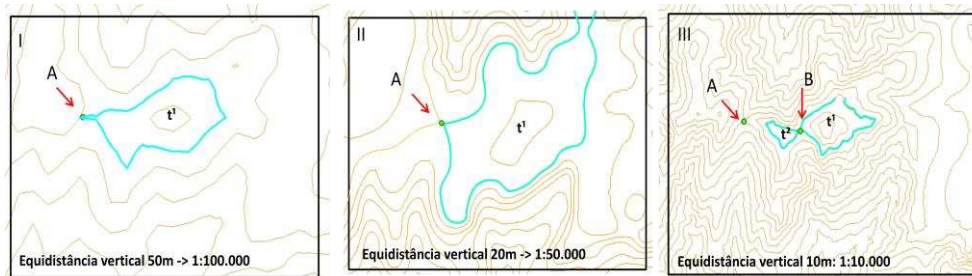 I
A
t¹
Equidistância vertical 50m -> 1:100.000
II
A
t¹
Equidistância vertical 20m -> 1:50.000
III
A
B
t²
t¹
Equidistância vertical 10m: 1:10.000